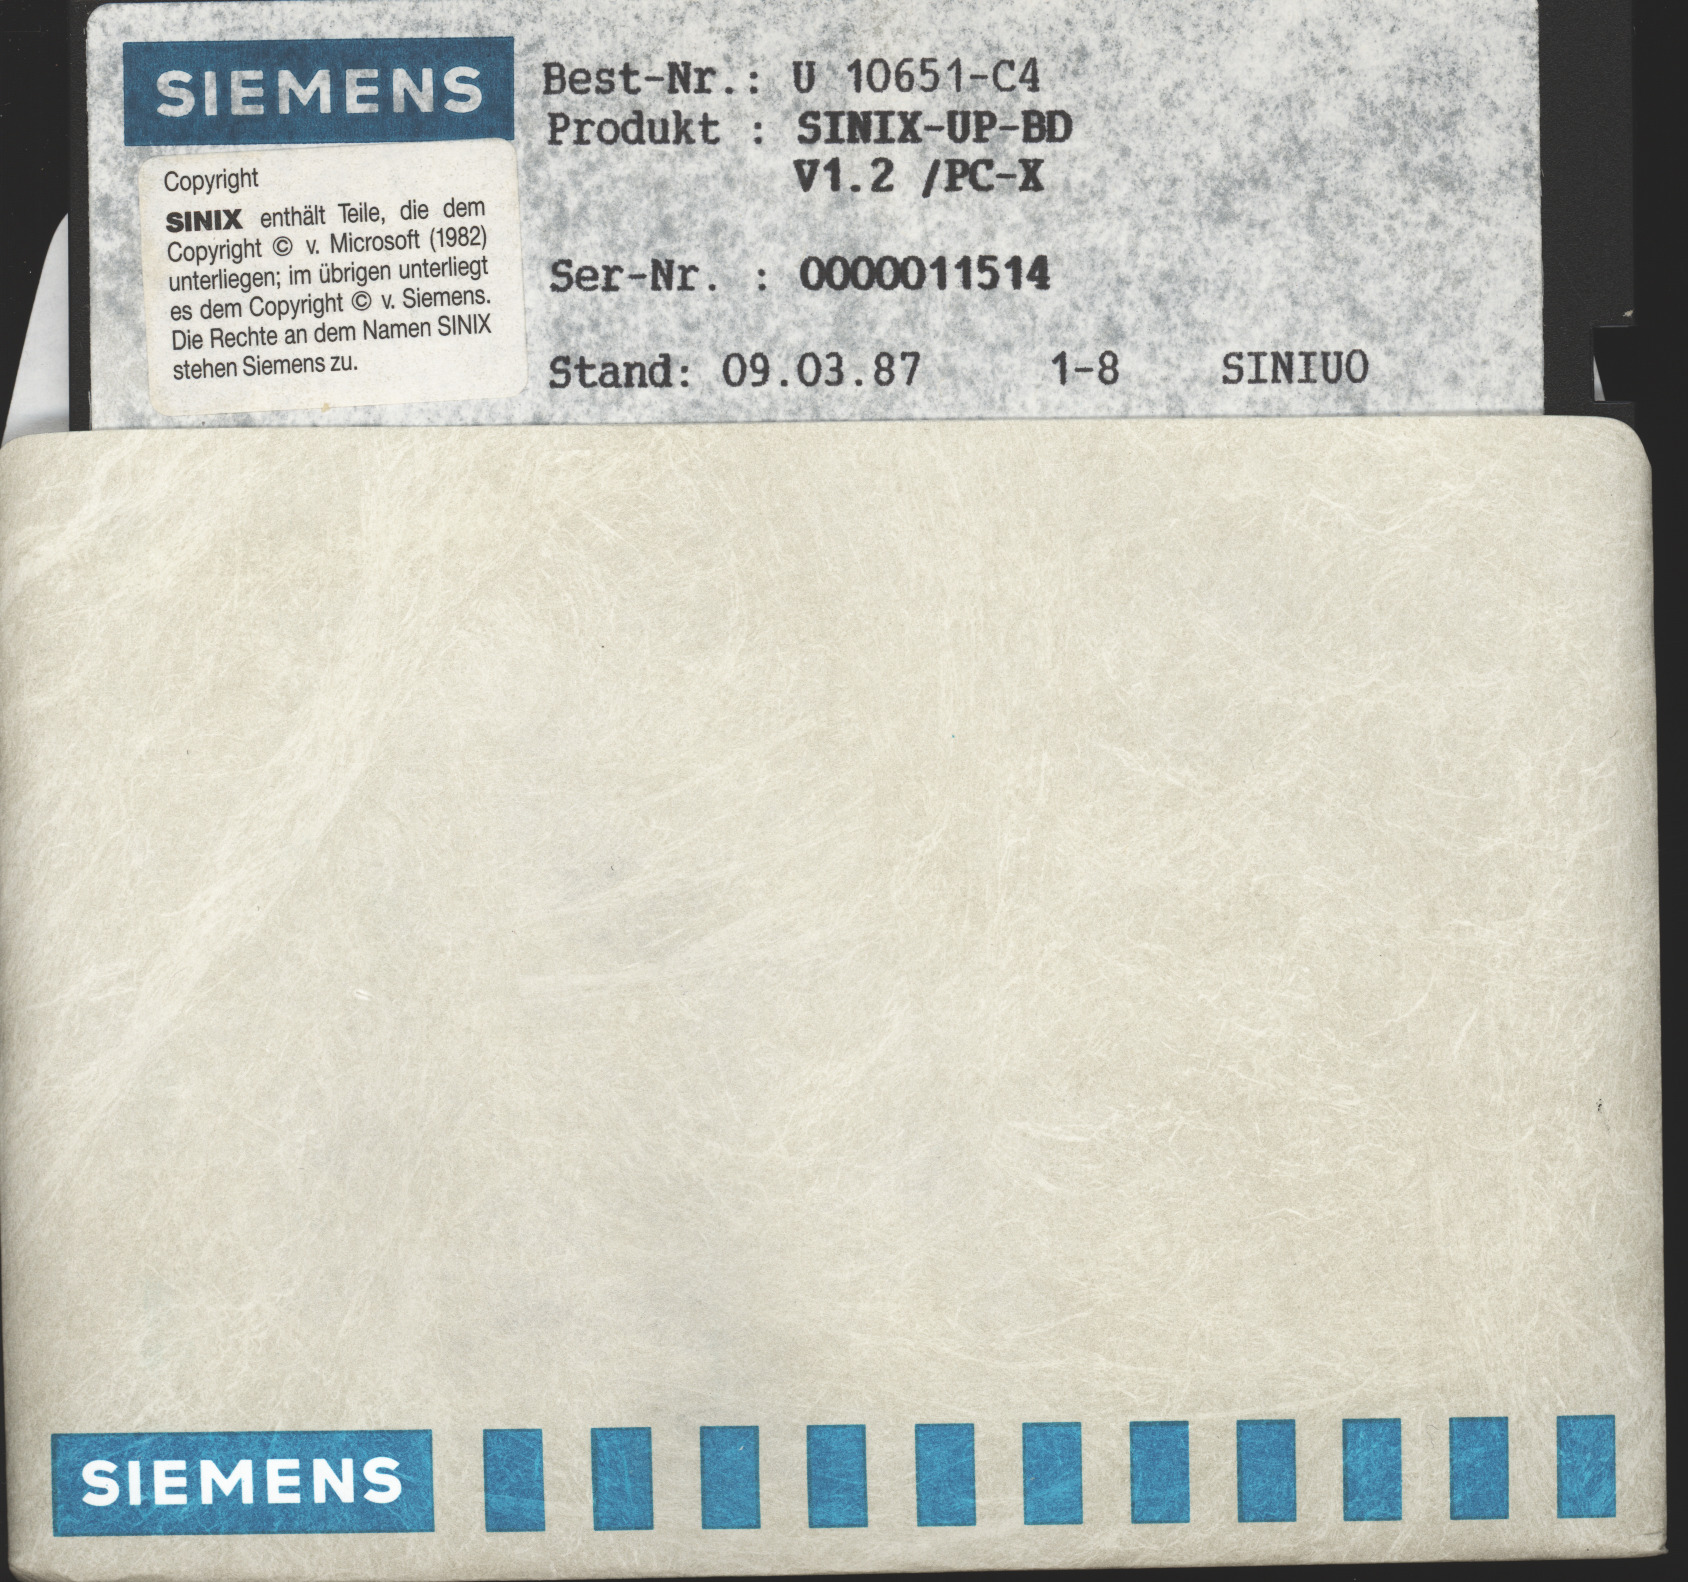 SIEMENS
Best-Nr.: U 10651-C4
Produkt : SINIX-UP-BD
V1.2 /PC-X
Ser-Nr. : 0000011514
Stand: 09.03.87 1-8 SINIUO
Copyright
SINIX enthält Teile, die dem
Copyright © v. Microsoft (1982)
unterliegen; im übrigen unterliegt
es dem Copyright © v. Siemens.
Die Rechte an dem Namen SINIX
stehen Siemens zu.
SIEMENS